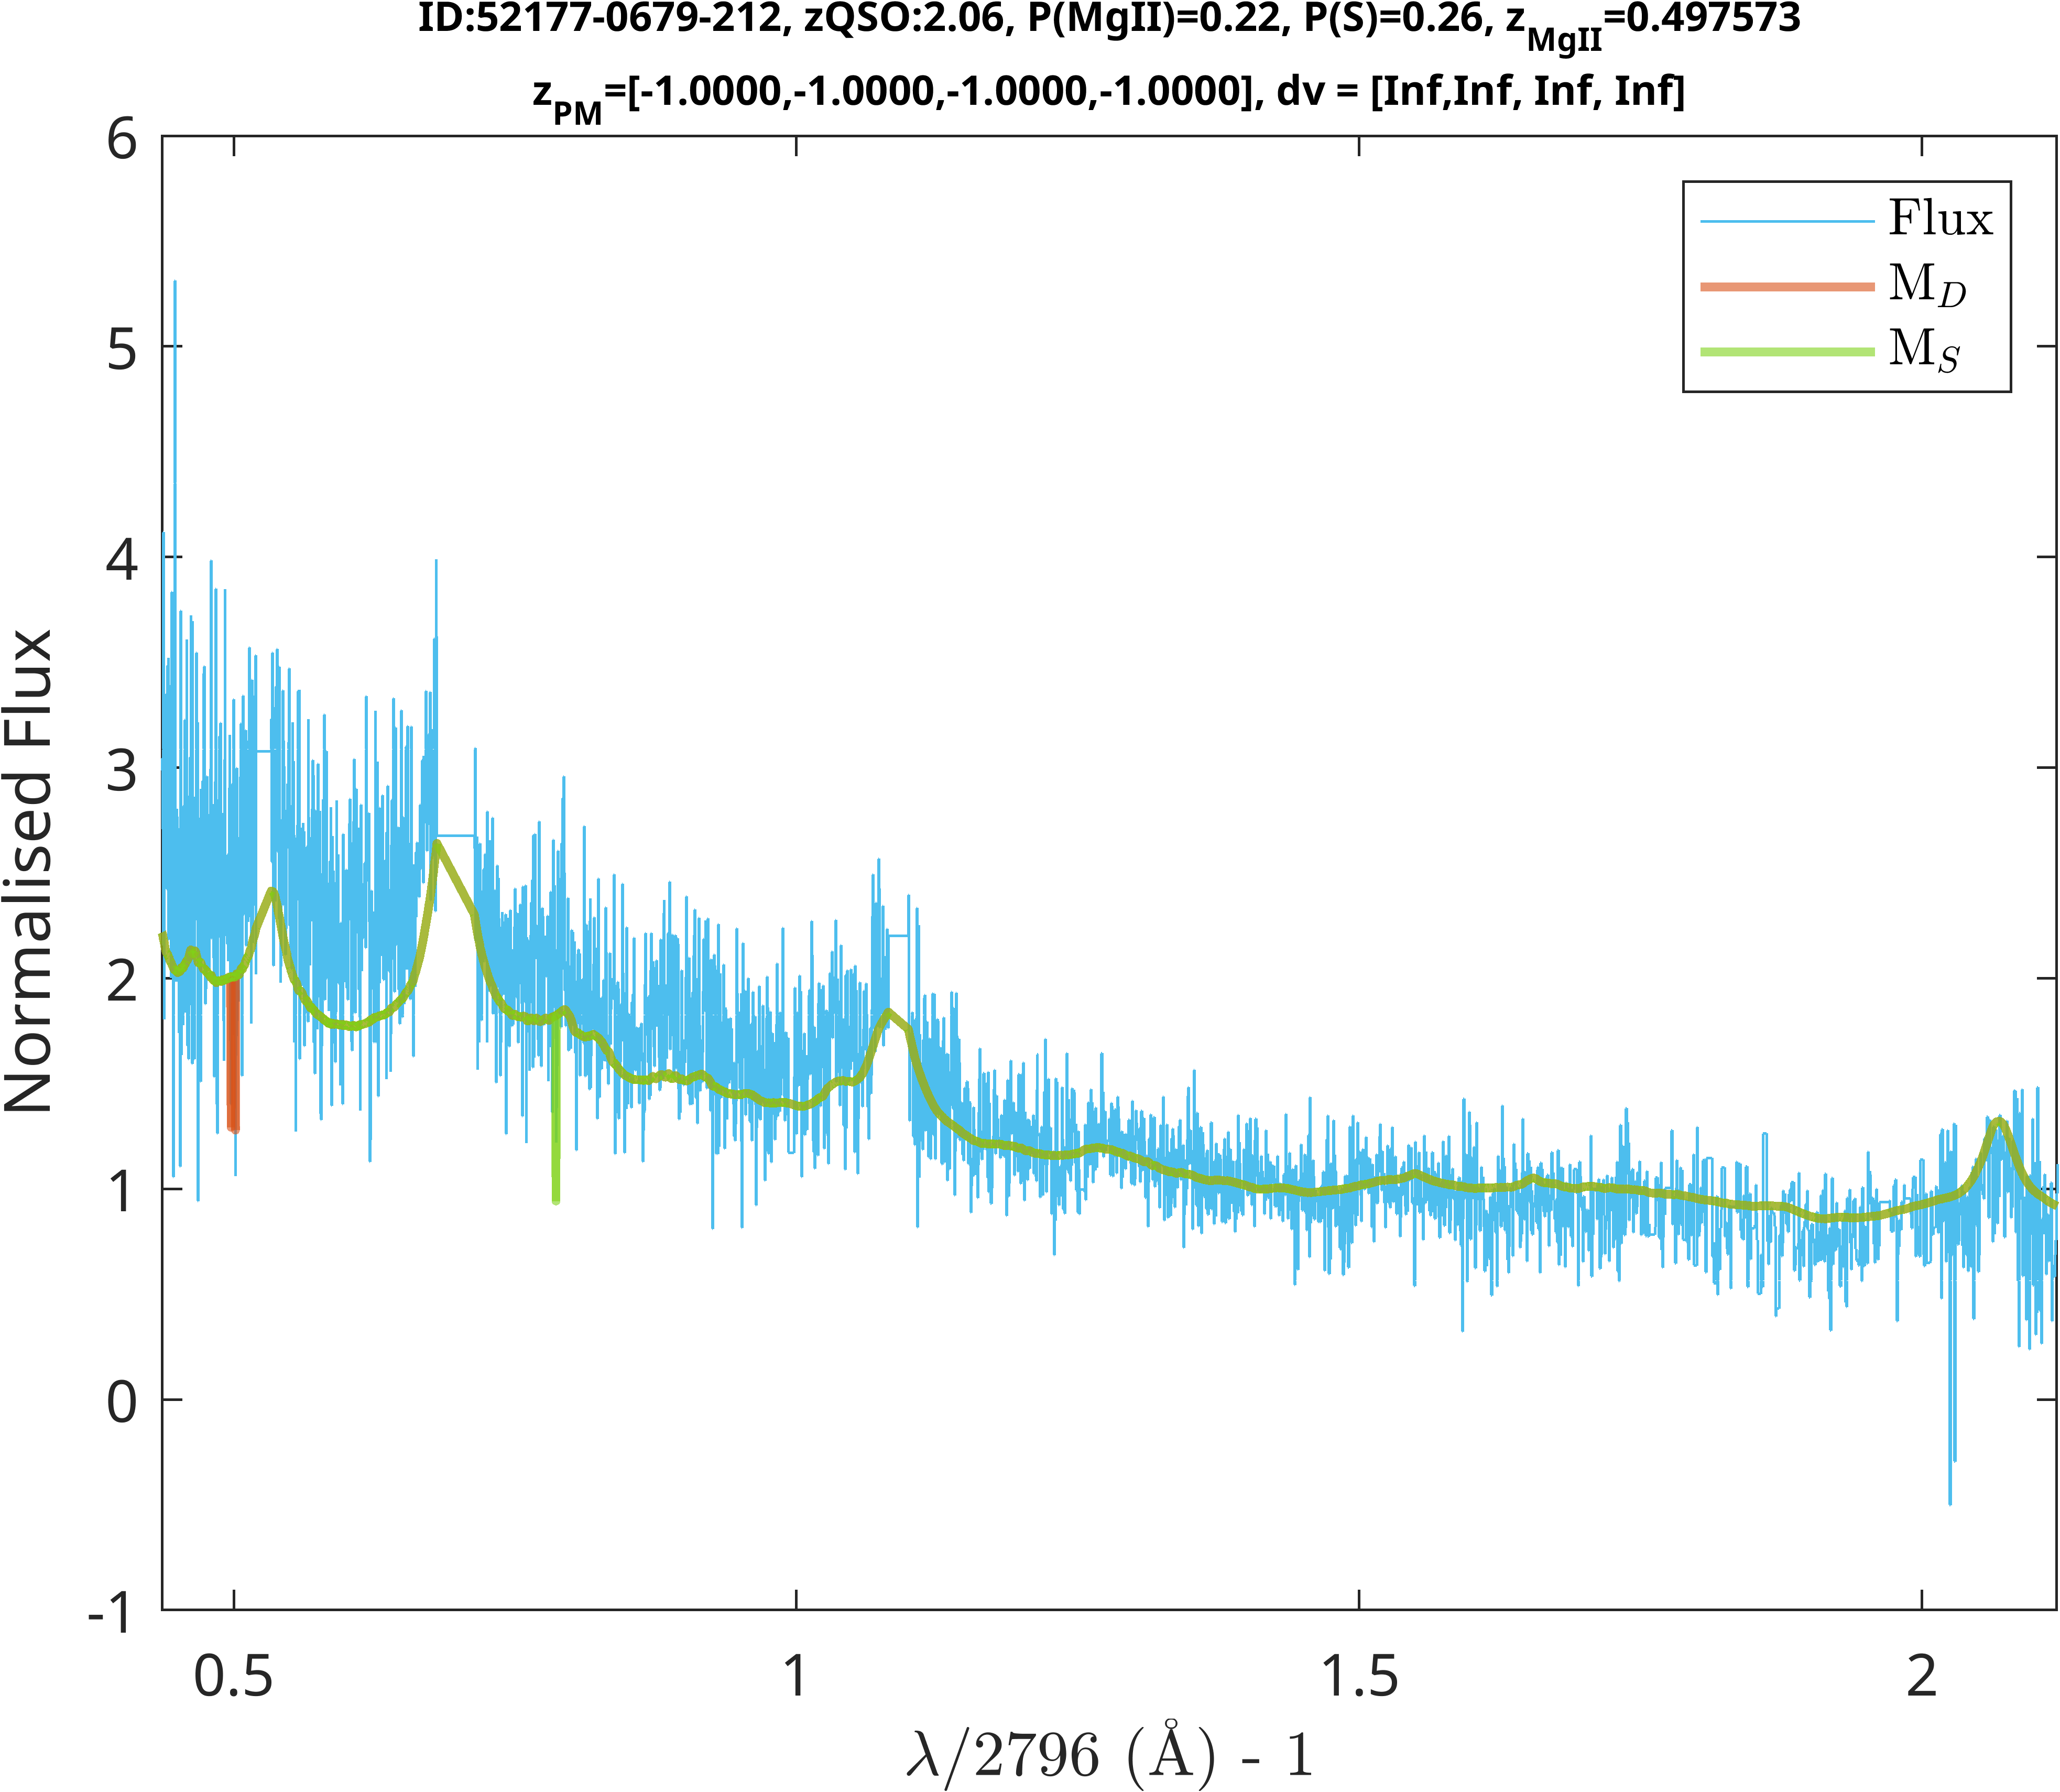 ID:52177-0679-212, zQSO:2.06, P(MgII)=0.22, P(S)=0.26, zMgII=0.497573
zPM=[-1.0000,-1.0000,-1.0000,-1.0000], dv = [Inf,Inf, Inf, Inf]
6
5
4
3
2
1
0
-1
Normalised Flux
Flux
MD
MS
0.5
1
1.5
2
λ/2796 (Å) - 1